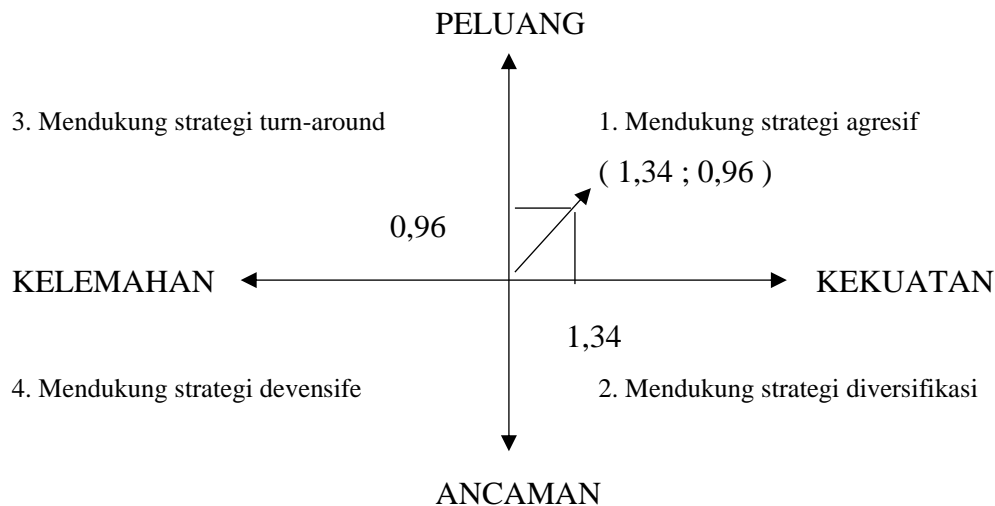 PELUANG
3. Mendukung strategi turn-around
1. Mendukung strategi agresif
( 1,34 ; 0,96 )
0,96
KELEMAHAN
KEKUATAN
1,34
4. Mendukung strategi devensife
2. Mendukung strategi diversifikasi
ANCAMAN